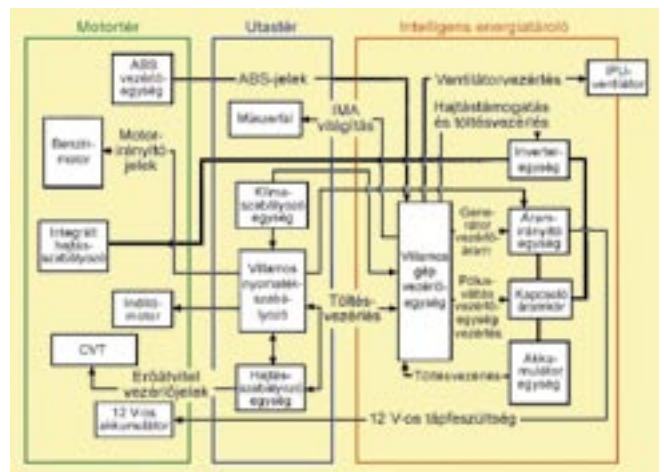 Motortér
Utastér
Intelligens energiatároló
ABS
vezérlő-
egység
ABS-jelek
Ventilátorvezérlés
IPU-
ventilátor
Műszerfal
IMA
világítás
Hajtástámogatás
és töltésvezérlés
Benzin-
motor
Motor-
irányító
jelek
Inverter-
egység
Klíma-
szabályozó
egység
Integrált
hajtás-
szabályozó
Villamos
gép
vezérlő-
egység
Gene-
rátor
vezérlő-
áram
Áram-
irányító
egység
Villamos
nyomaték-
szabá-
lyozó
Töltés-
vezérlés
Pólus-
váltás
vezérlő-
egység
vezérlés
Kapcsoló
áramkör
Indító-
motor
CVT
Erőátvitel
vezérlőjelek
Hajtás-
szabályozó
egység
Töltésvezérlés
Akku-
mulátor
egység
12 V-os
akkumulátor
12 V-os tápfeszültség